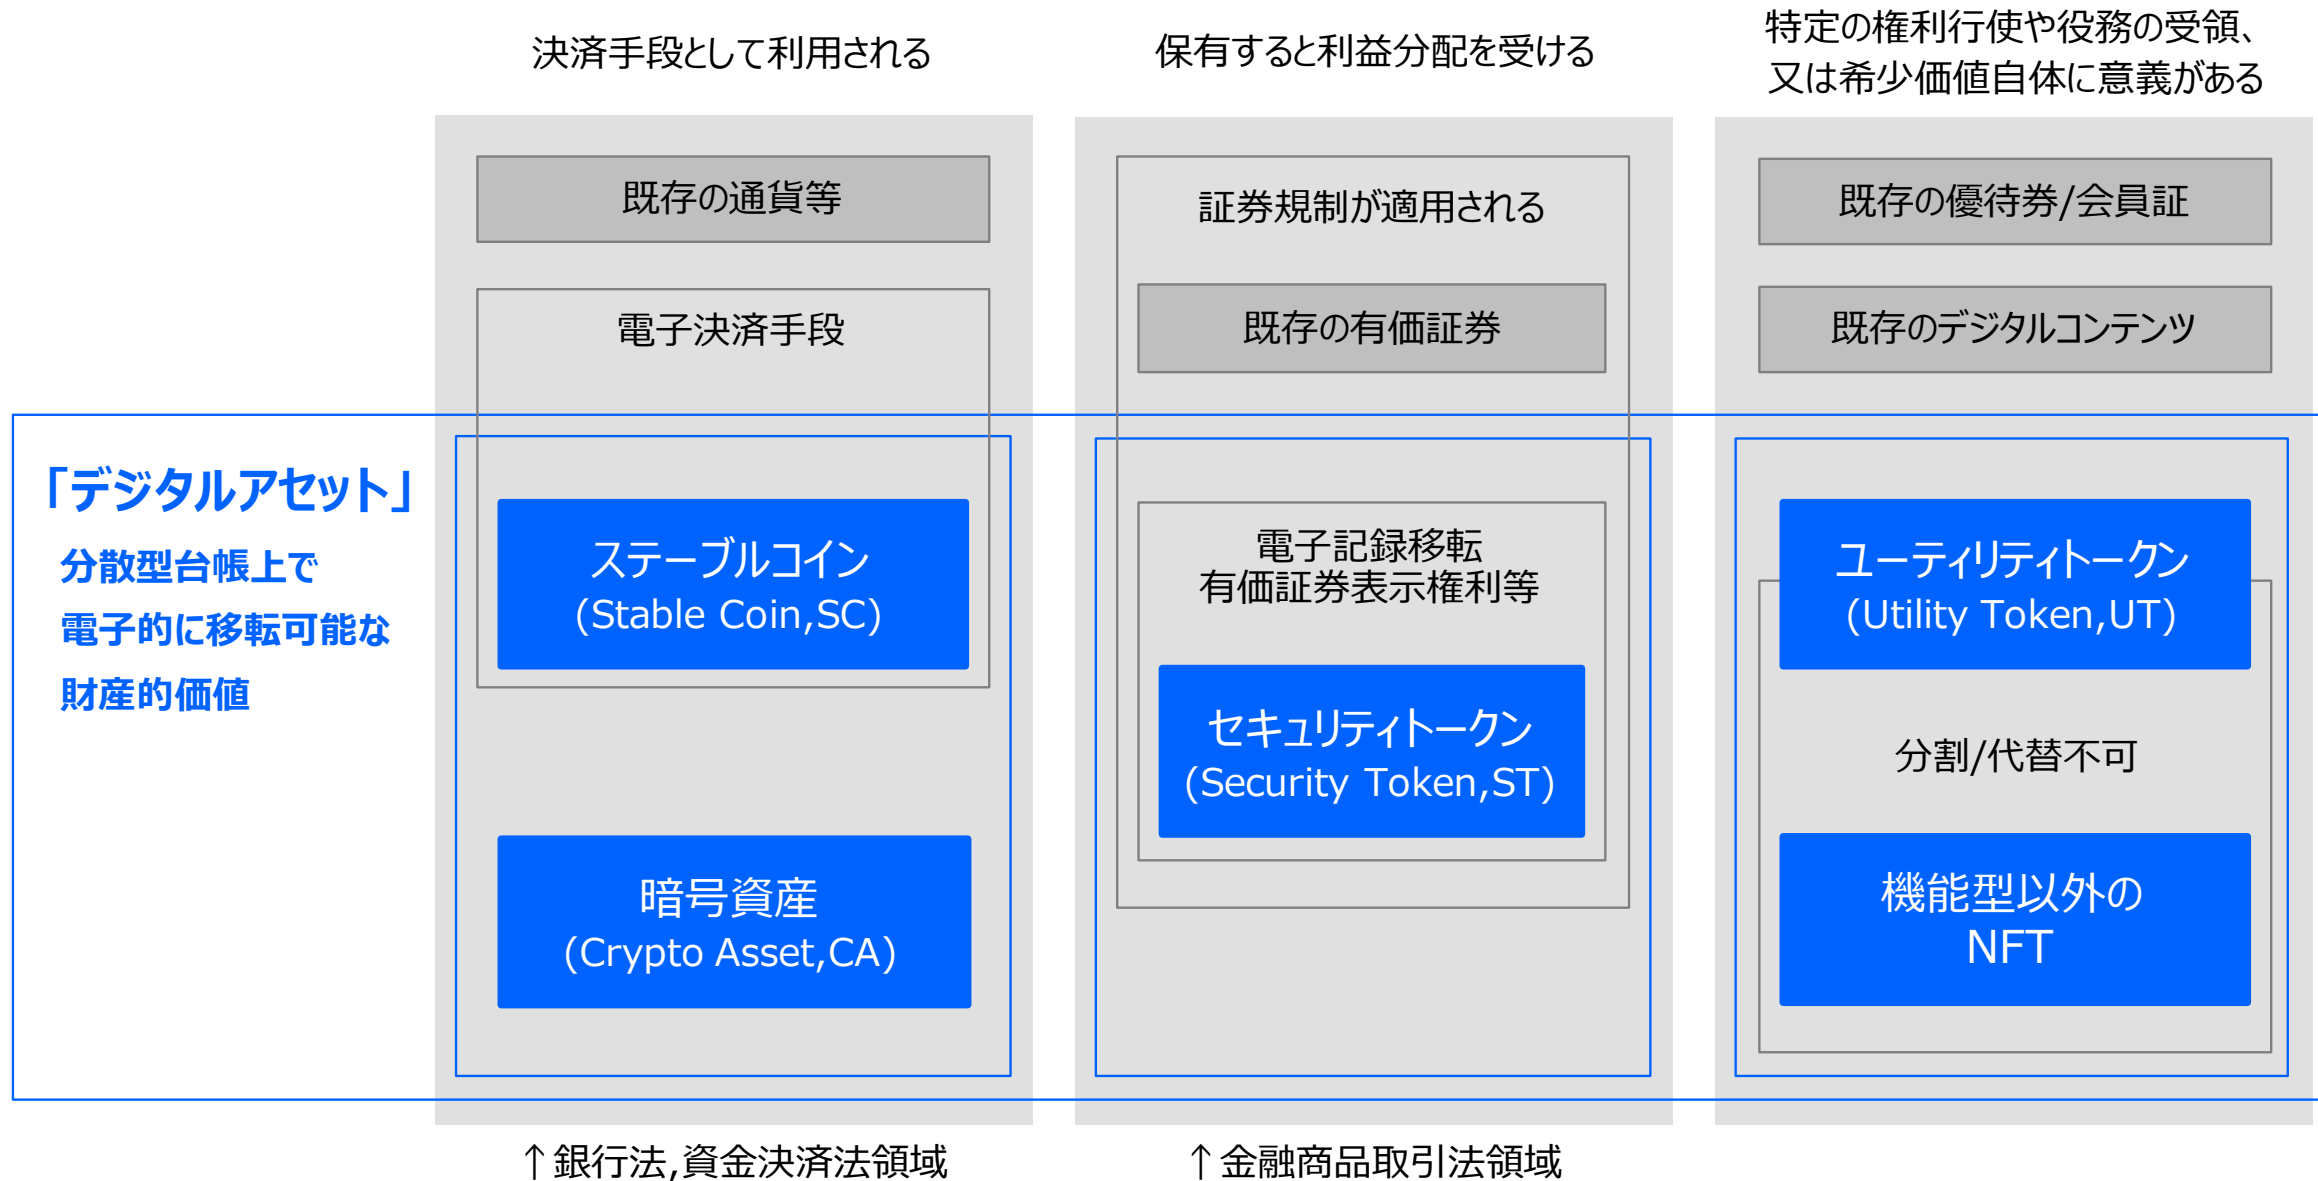 決済手段として利用される
保有すると利益分配を受ける
特定の権利行使や役務の受領、
又は希少価値自体に意義がある
既存の通貨等
電子決済手段
証券規制が適用される
既存の有価証券
既存の優待券/会員証
既存のデジタルコンテンツ
「デジタルアセット」
分散型台帳上で
電子的に移転可能な
財産的価値
ステーブルコイン
(Stable Coin,SC)
暗号資産
(Crypto Asset,CA)
電子記録移転
有価証券表示権利等
セキュリティトークン
(Security Token,ST)
ユーティリティトークン
(Utility Token,UT)
分割/代替不可
機能型以外の
NFT
↑銀行法,資金決済法領域
↑金融商品取引法領域